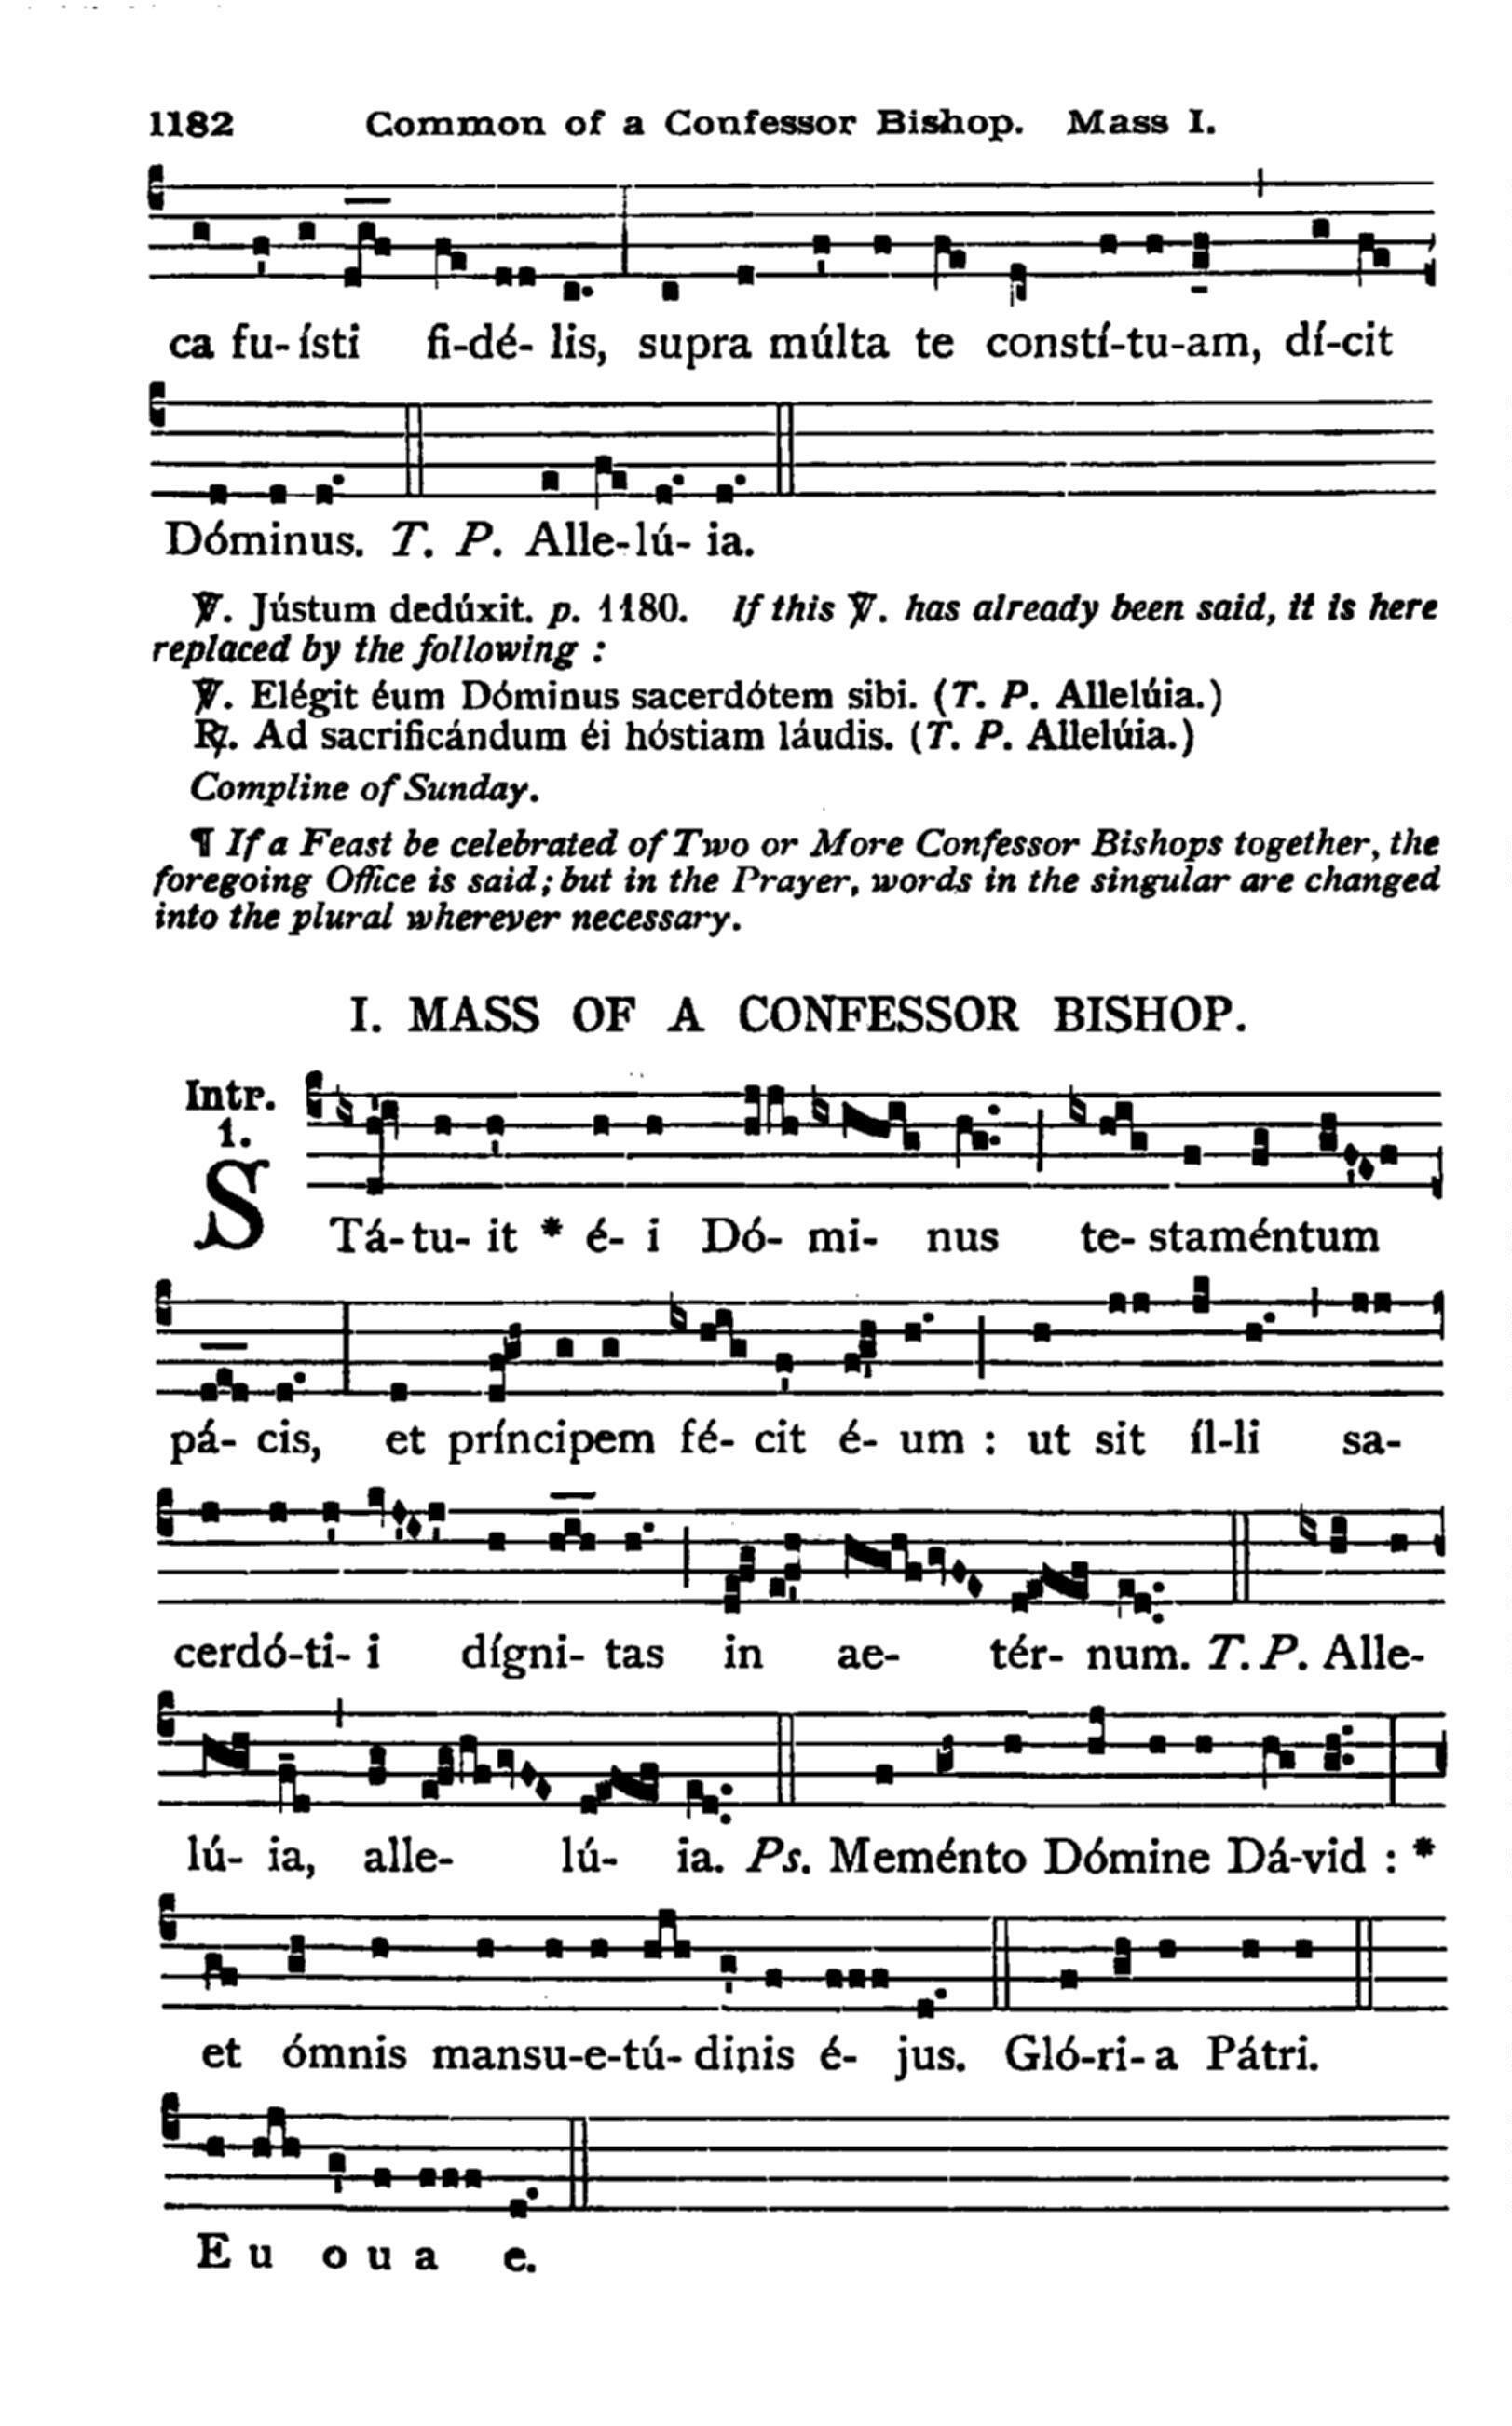 1182 Common of a Confessor Bishop. Mass I.
ca fu- ísti fi-dé- lis, supra múlta te constí-tu-am, dí-cit
Dóminus. T. P. Alle-lú- ia.
℣. Jústum dedúxit. p. 1180. If this ℣. has already been said, it is here
replaced by the following :
℣. Elégit éum Dóminus sacerdótem sibi. (T. P. Allelúia.)
℟. Ad sacrificándum éi hóstiam láudis. (T. P. Allelúia.)
Compline of Sunday.
¶ If a Feast be celebrated of Two or More Confessor Bishops together, the
foregoing Office is said; but in the Prayer, words in the singular are changed
into the plural wherever necessary.
I. MASS OF A CONFESSOR BISHOP.
Intr.
1.
S Tá-tu- it * é- i Dó- mi- nus te- staméntum
pá- cis, et príncipem fé- cit é- um : ut sit íl-li sa-
cerdó-ti- i dígni- tas in ae- tér- num. T. P. Alle-
lú- ia, alle- lú- ia. Ps. Meménto Dómine Dá-vid : *
et ómnis mansu-e-tú- dinis é- jus. Gló-ri- a Pátri.
E u o u a e.